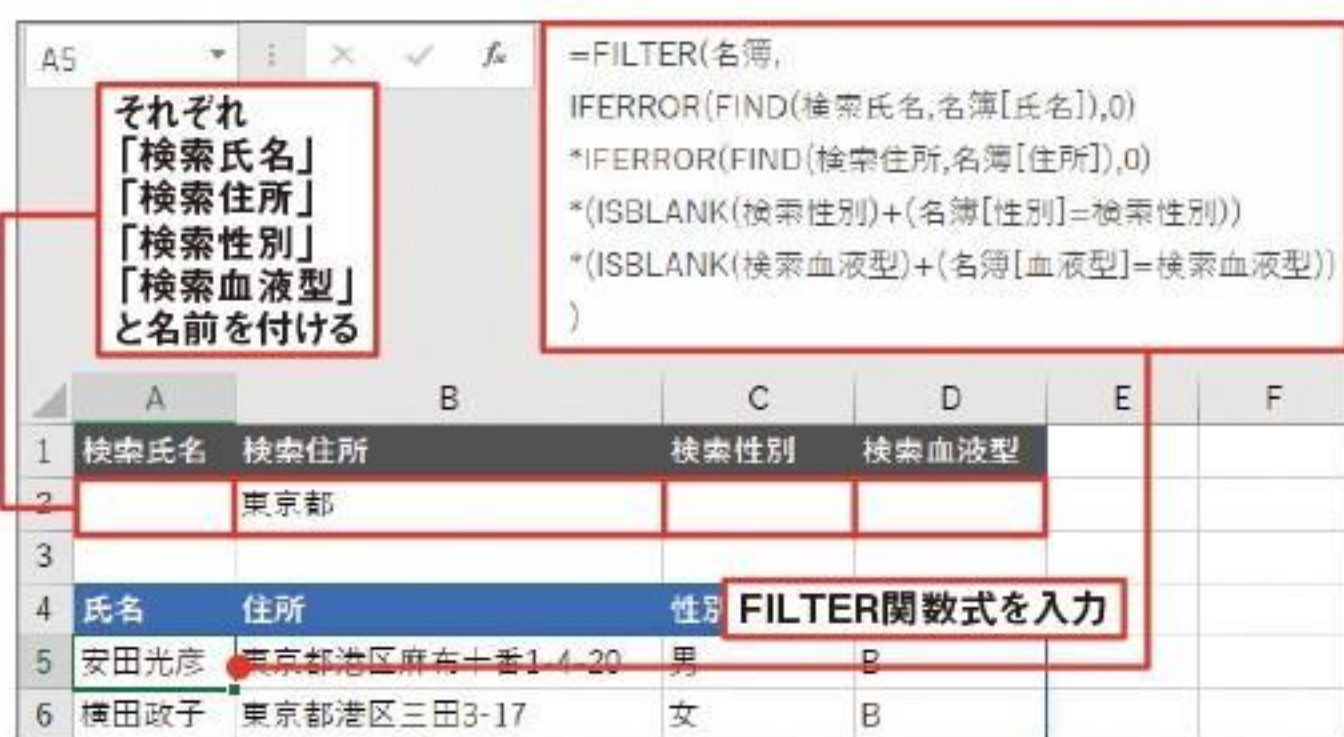 A5
fx
=FILTER(名簿,
IFERROR(FIND(検索氏名,名簿[氏名]),0)
*IFERROR(FIND(検索住所,名簿[住所]),0)
*(ISBLANK(検索性別)+(名簿[性別]=検索性別))
*(ISBLANK(検索血液型)+(名簿[血液型]=検索血液型))
)
それぞれ
「検索氏名」
「検索住所」
「検索性別」
「検索血液型」
と名前を付ける
A B C D E F
1 検索氏名 検索住所 検索性別 検索血液型
2 東京都
3
4 氏名 住所 性別 FILTER関数式を入力
5 安田光彦 東京都港区麻布十番1-4-20 男 B
6 横田政子 東京都港区三田3-17 女 B